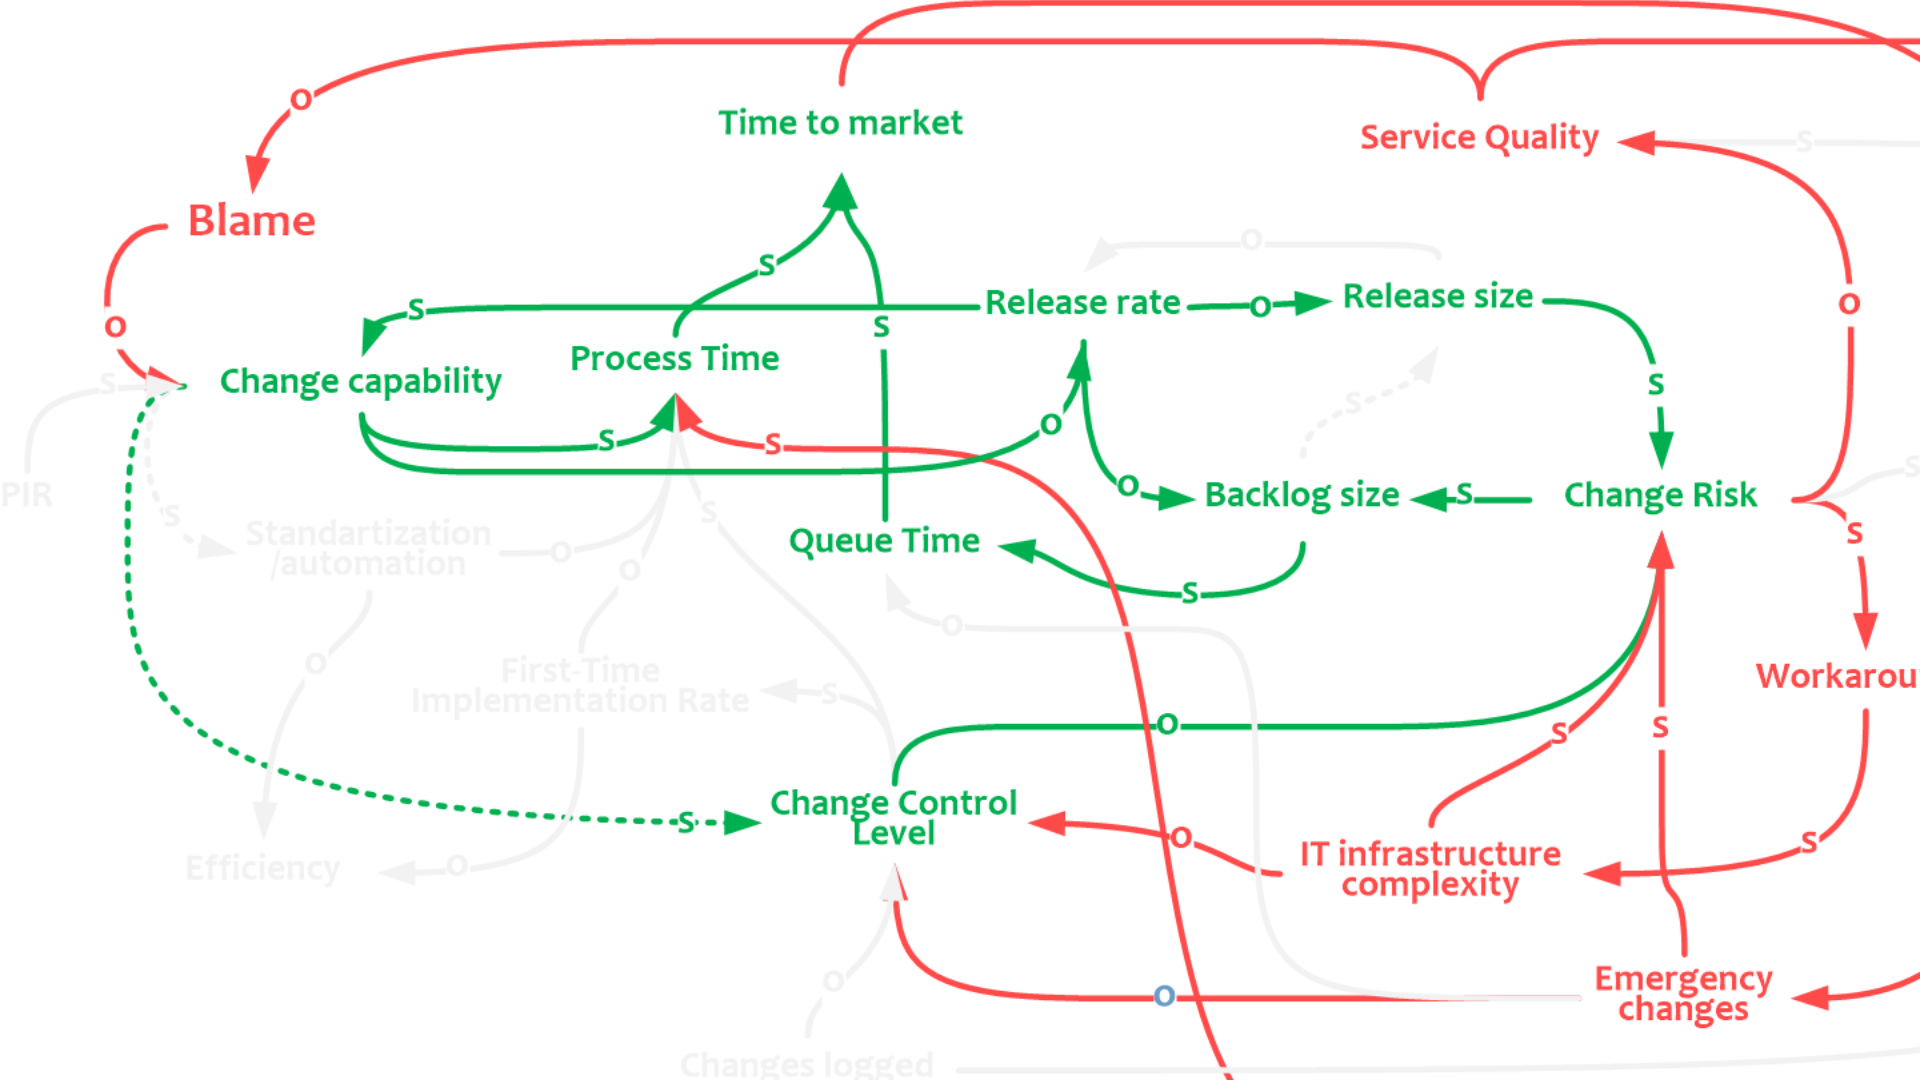 o
Time to market
Service Quality
s
Blame
o
s
s
Release rate
o
Release size
o
s
o
s
Process Time
Change capability
s
s
s
s
o
s
PIR
s
Standartization
/automation
o
s
Queue Time
o
Backlog size
s
Change Risk
s
s
o
s
o
o
First-Time
Implementation Rate
s
Workarou
o
s
s
Change Control
Level
s
o
IT infrastructure
complexity
s
Efficiency
o
o
o
Emergency
changes
Changes logged